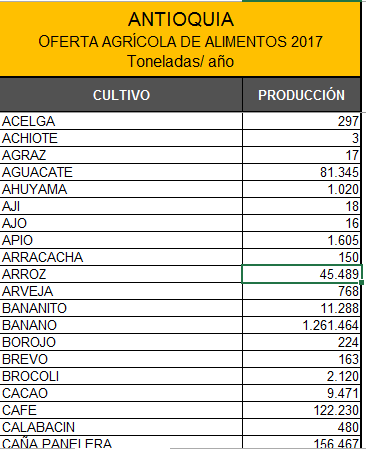 ANTIOQUIA
OFERTA AGRÍCOLA DE ALIMENTOS 2017
Toneladas/ año
CULTIVO PRODUCCIÓN
ACELGA 297
ACHIOTE 3
AGRAZ 17
AGUACATE 81.345
AHUYAMA 1.020
AJI 18
AJO 16
APIO 1.605
ARRACACHA 150
ARROZ 45.489
ARVEJA 768
BANANITO 11.288
BANANO 1.261.464
BOROJO 224
BREVO 163
BROCOLI 2.120
CACAO 9.471
CAFE 122.230
CALABACIN 480
CAÑA PANELERA 156.467